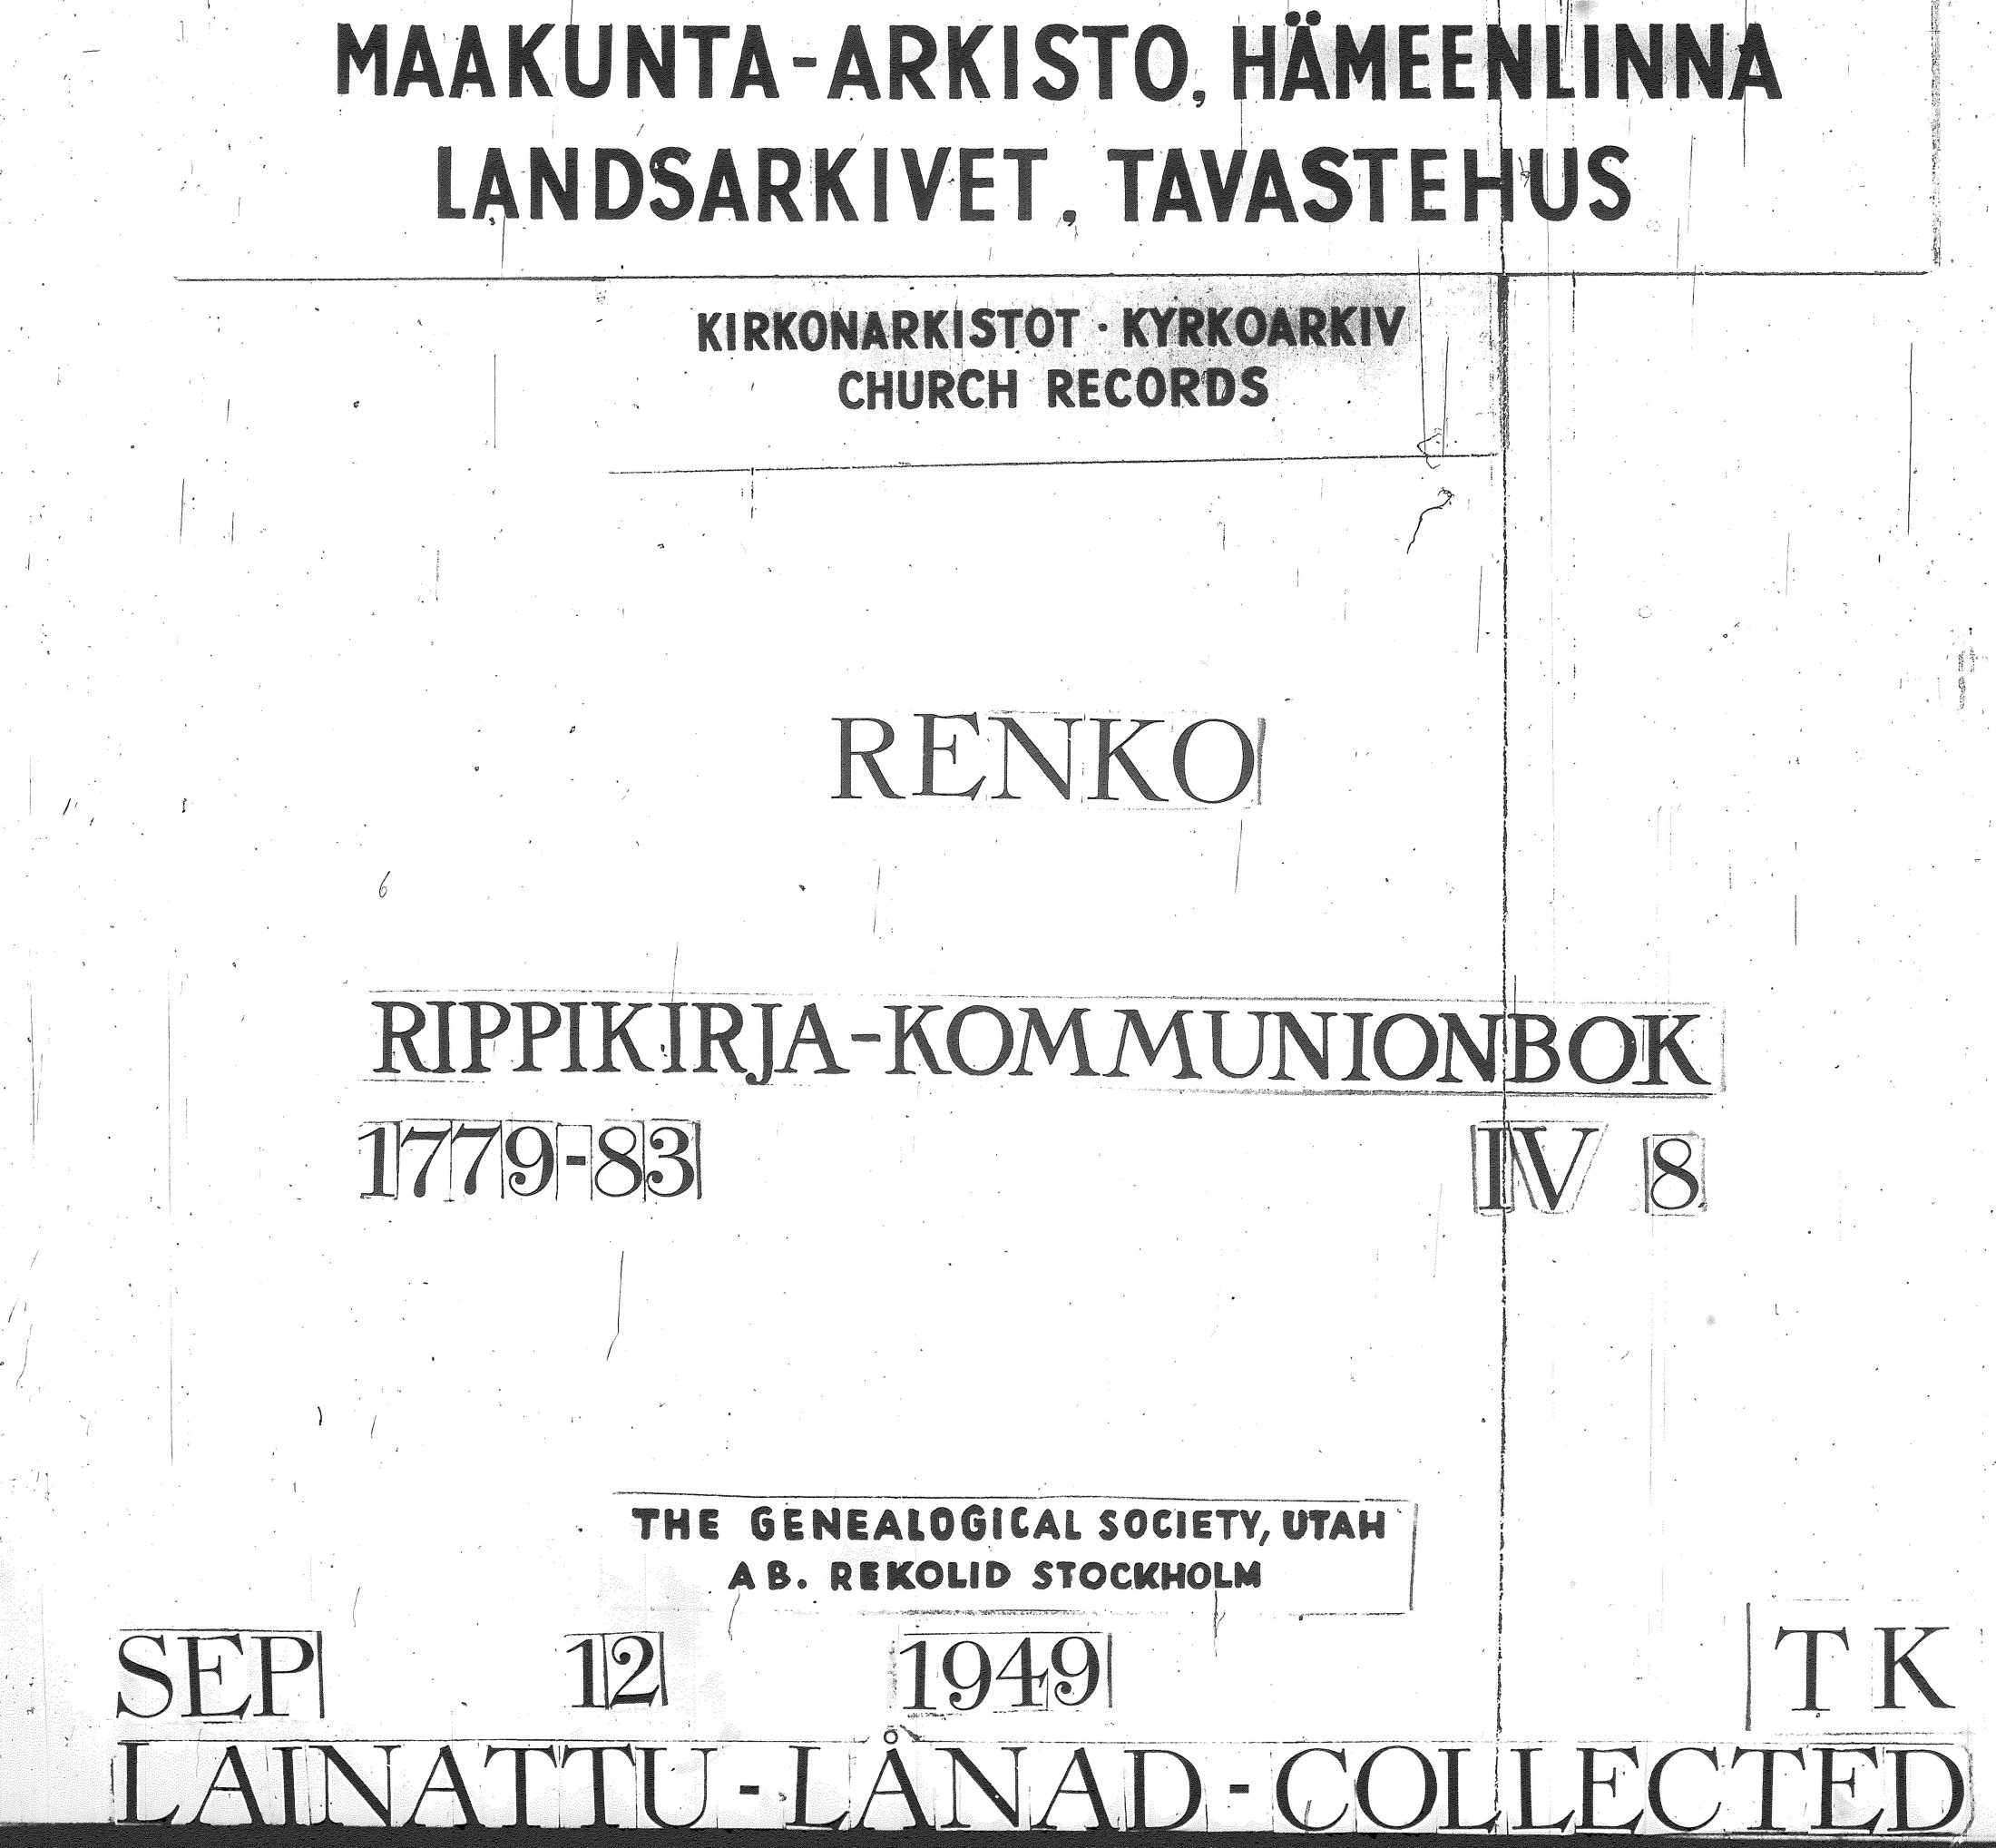 MAAKUNTA-ARKISTO, HÄMEENLINNA
LANDSARKIVET, TAVASTEHUS
KIRKONARKISTOT · KYRKOARKIV
CHURCH RECORDS
RENKO
RIPPIKIRJA-KOMMUNIONBOK
1779-83 IV 8
THE GENEALOGICAL SOCIETY, UTAH
AB. REKOLID STOCKHOLM
SEP 12 1949 TK
LAINATTU-LÅNAD-COLLECTED